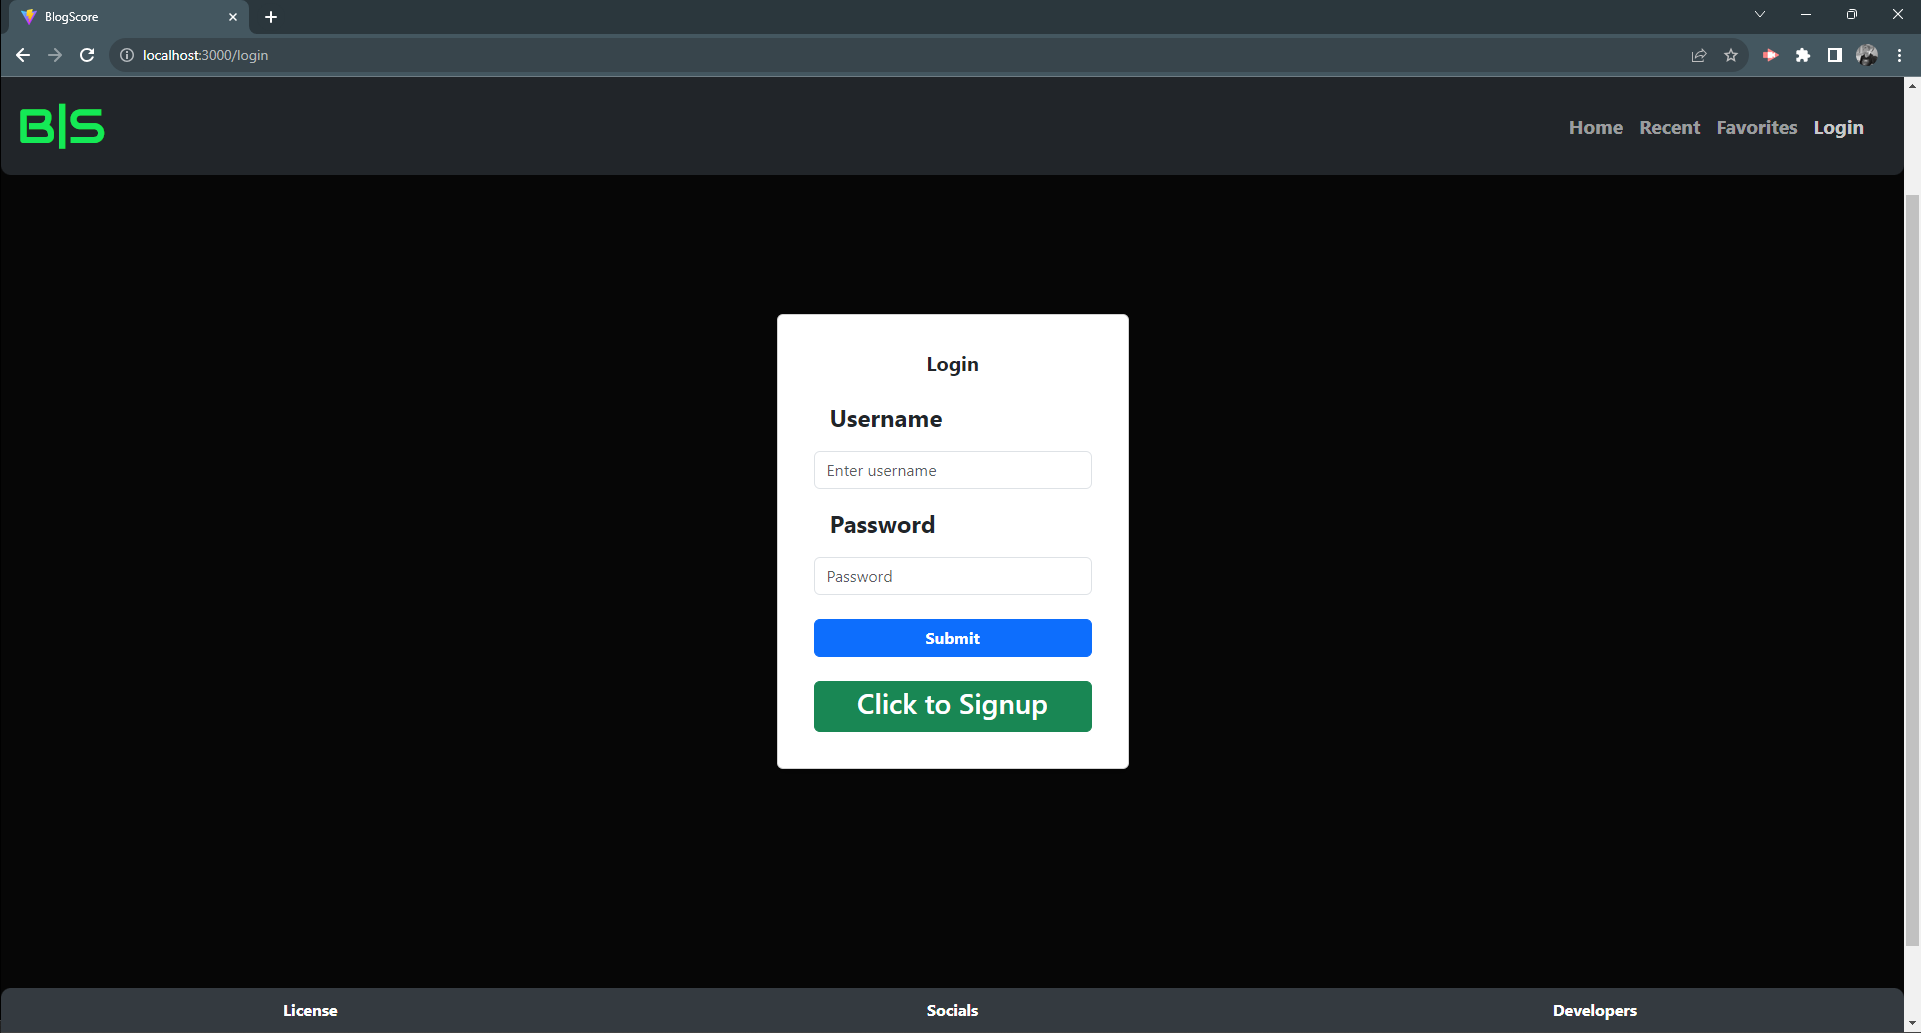 BlogScore
localhost:3000/login
B|S
Home Recent Favorites Login
Login
Username
Enter username
Password
Password
Submit
Click to Signup
License Socials Developers